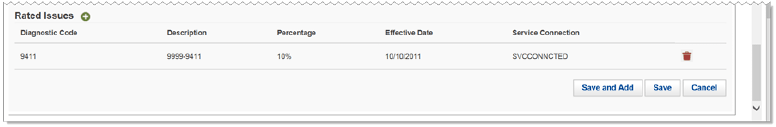 Rated Issues
Diagnostic Code Description Percentage Effective Date Service Connection
9411 9999-9411 10% 10/10/2011 SVCCONNCTED
Save and Add Save Cancel